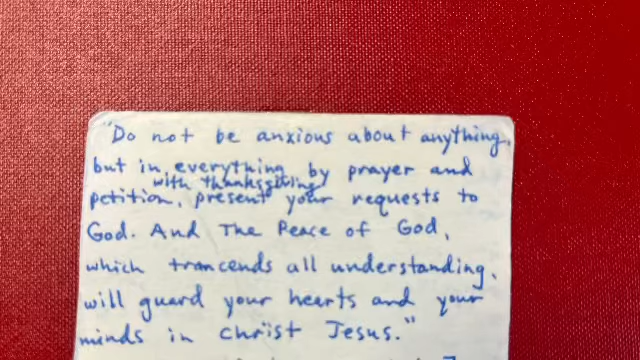 "Do not be anxious about anything,
but in everything by prayer and
with thanksgiving,
petition, present your requests to
God. And The Peace of God,
which trancends all understanding,
will guard your hearts and your
minds in Christ Jesus."